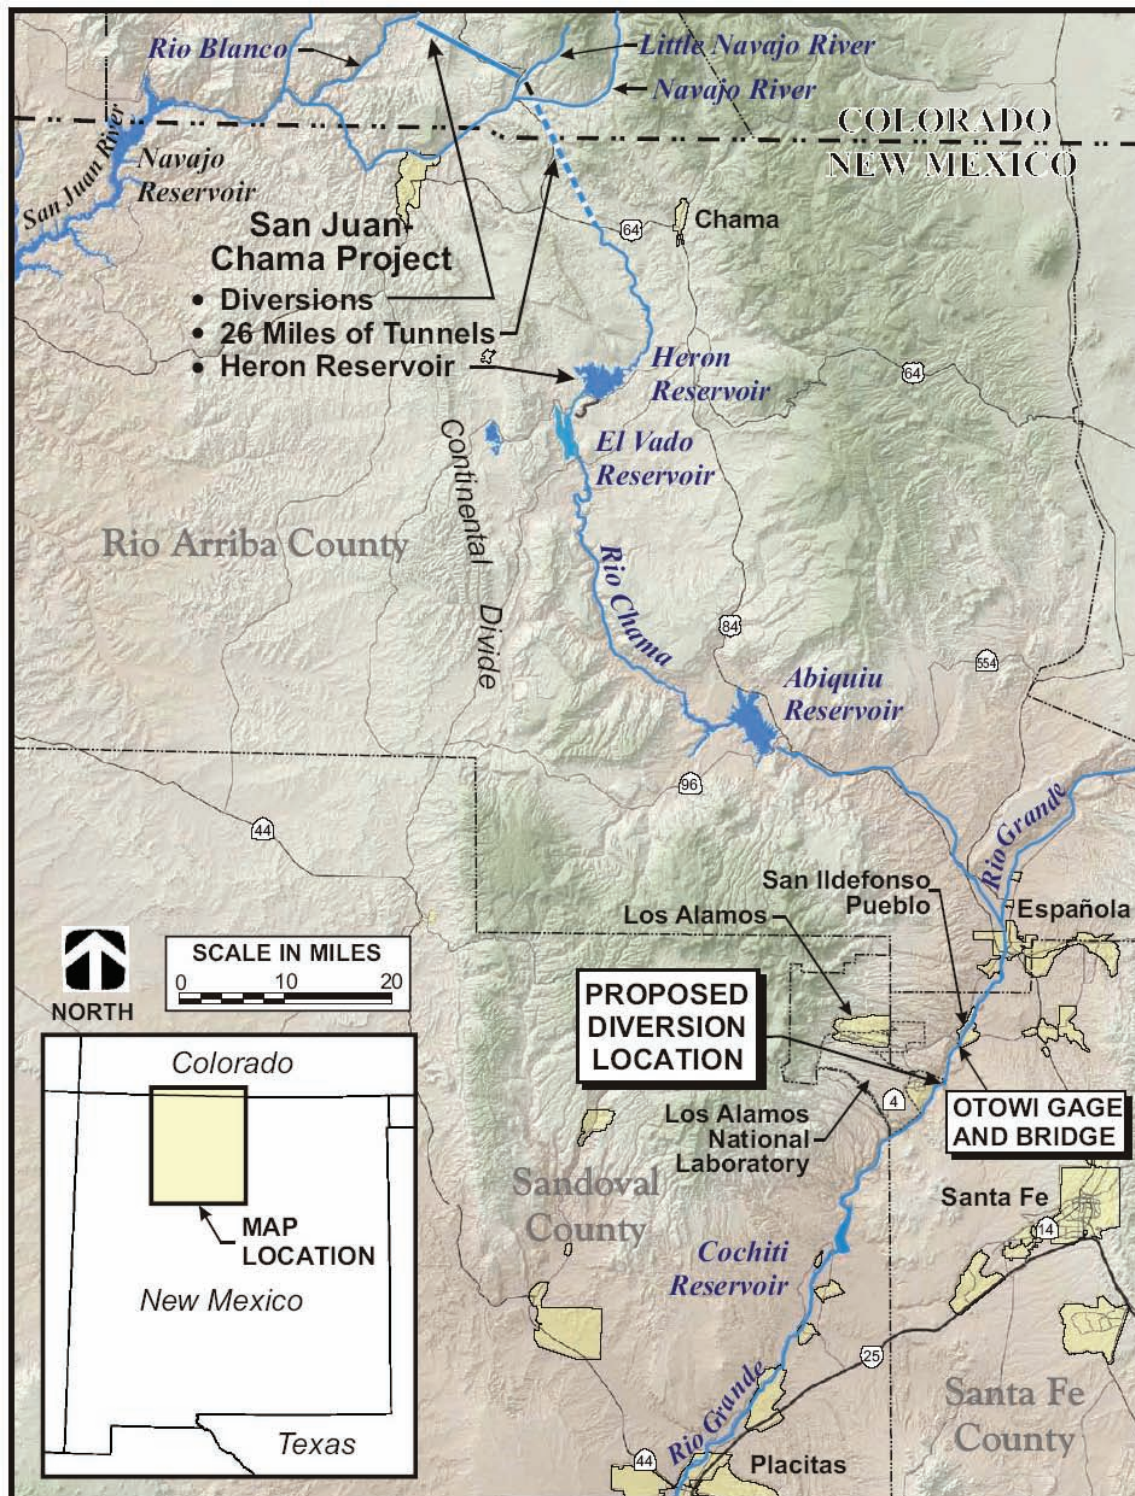 Rio Blanco
Little Navajo River
Navajo River
COLORADO
NEW MEXICO
San Juan River
Navajo
Reservoir
San Juan-
Chama Project
• Diversions
• 26 Miles of Tunnels
• Heron Reservoir
64
Chama
Heron
Reservoir
64
El Vado
Reservoir
Continental Divide
Rio Arriba County
Rio Chama
84
554
Abiquiu
Reservoir
96
44
Rio Grande
San Ildefonso
Pueblo
Los Alamos
Española
NORTH
SCALE IN MILES
0 10 20
PROPOSED
DIVERSION
LOCATION
4
OTOWI GAGE
AND BRIDGE
Los Alamos
National
Laboratory
Sandoval
County
Santa Fe
14
Cochiti
Reservoir
25
Rio Grande
Santa Fe
County
44
Placitas
Colorado
MAP
LOCATION
New Mexico
Texas